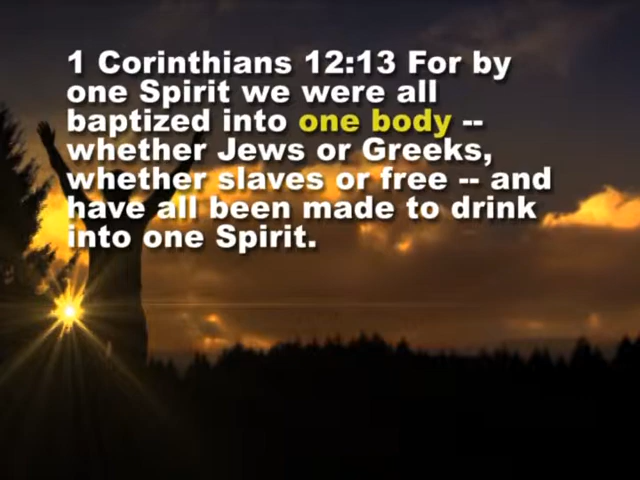 1 Corinthians 12:13 For by
one Spirit we were all
baptized into one body --
whether Jews or Greeks,
whether slaves or free -- and
have all been made to drink
into one Spirit.